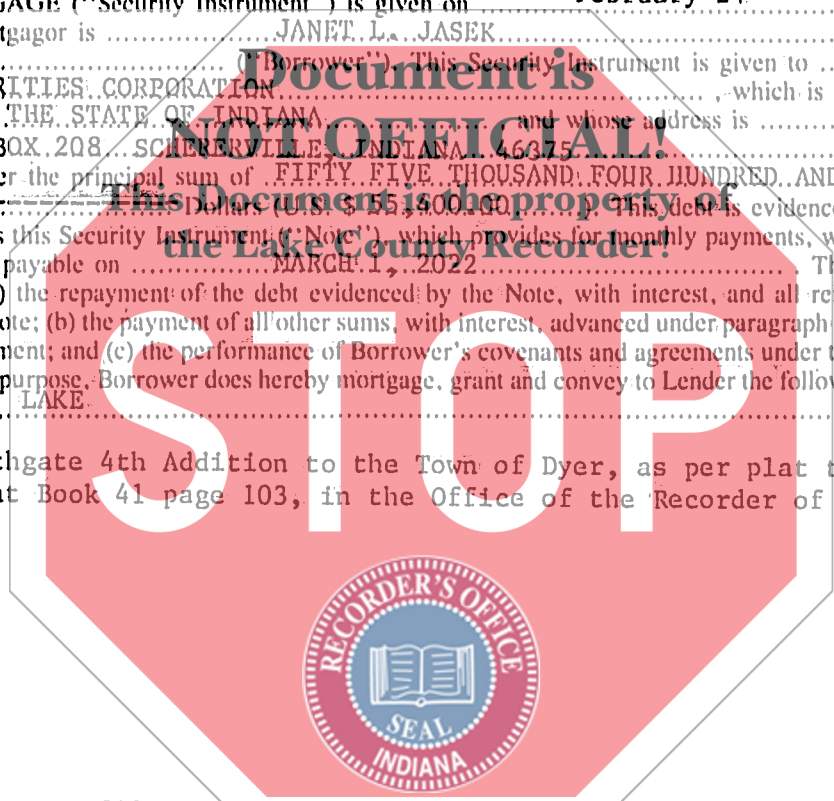 GAGE ("Security Instrument") is given on
tgagor is JANET L. JASEK
("Borrower"). This Security Instrument is given to
Document is
RITIES CORPORATION, which is
THE STATE OF INDIANA and whose address is
NOT OFFICIAL!
BOX 208 SCHERERVILLE, INDIANA 46375
er the principal sum of FIFTY FIVE THOUSAND FOUR HUNDRED AND
This Document is the property of
Dollars (U.S. $ 55,400.00). This debt is evidenc
s this Security Instrument ("Note"), which provides for monthly payments, w
the Lake County Recorder!
payable on MARCH 1, 2022 Th
) the repayment of the debt evidenced by the Note, with interest, and all re
ote; (b) the payment of all other sums, with interest, advanced under paragraph
ment; and (c) the performance of Borrower's covenants and agreements under t
purpose, Borrower does hereby mortgage, grant and convey to Lender the follow
LAKE
STOP
thgate 4th Addition to the Town of Dyer, as per plat t
at Book 41 page 103, in the Office of the Recorder of
RECORDER'S OFFICE
SEAL
INDIANA